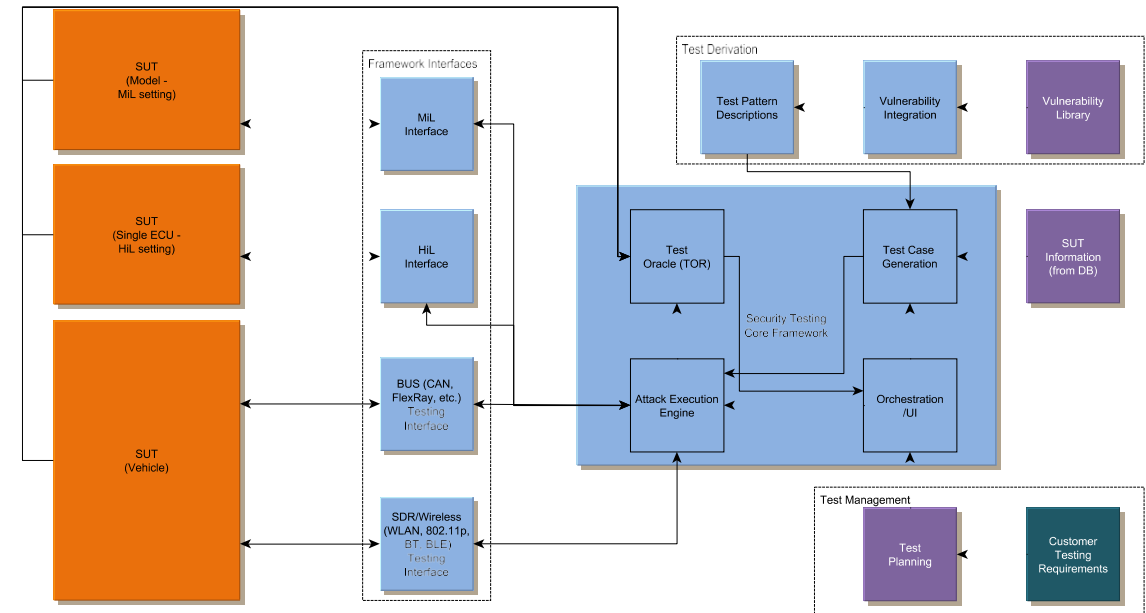 SUT
(Model -
MiL setting)
SUT
(Single ECU -
HiL setting)
SUT
(Vehicle)
Framework Interfaces
MiL
Interface
HiL
Interface
BUS (CAN,
FlexRay, etc.)
Testing
Interface
SDR/Wireless
(WLAN, 802.11p,
BT, BLE)
Testing
Interface
Test Derivation
Test Pattern
Descriptions
Vulnerability
Integration
Vulnerability
Library
Test
Oracle (TOR)
Test Case
Generation
SUT
Information
(from DB)
Security Testing
Core Framework
Attack Execution
Engine
Orchestration
/UI
Test Management
Test
Planning
Customer
Testing
Requirements